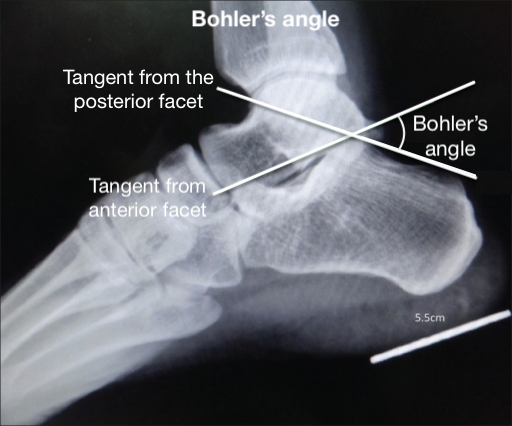 Bohler's angle
Tangent from the
posterior facet
Bohler's
angle
Tangent from
anterior facet
5.5cm